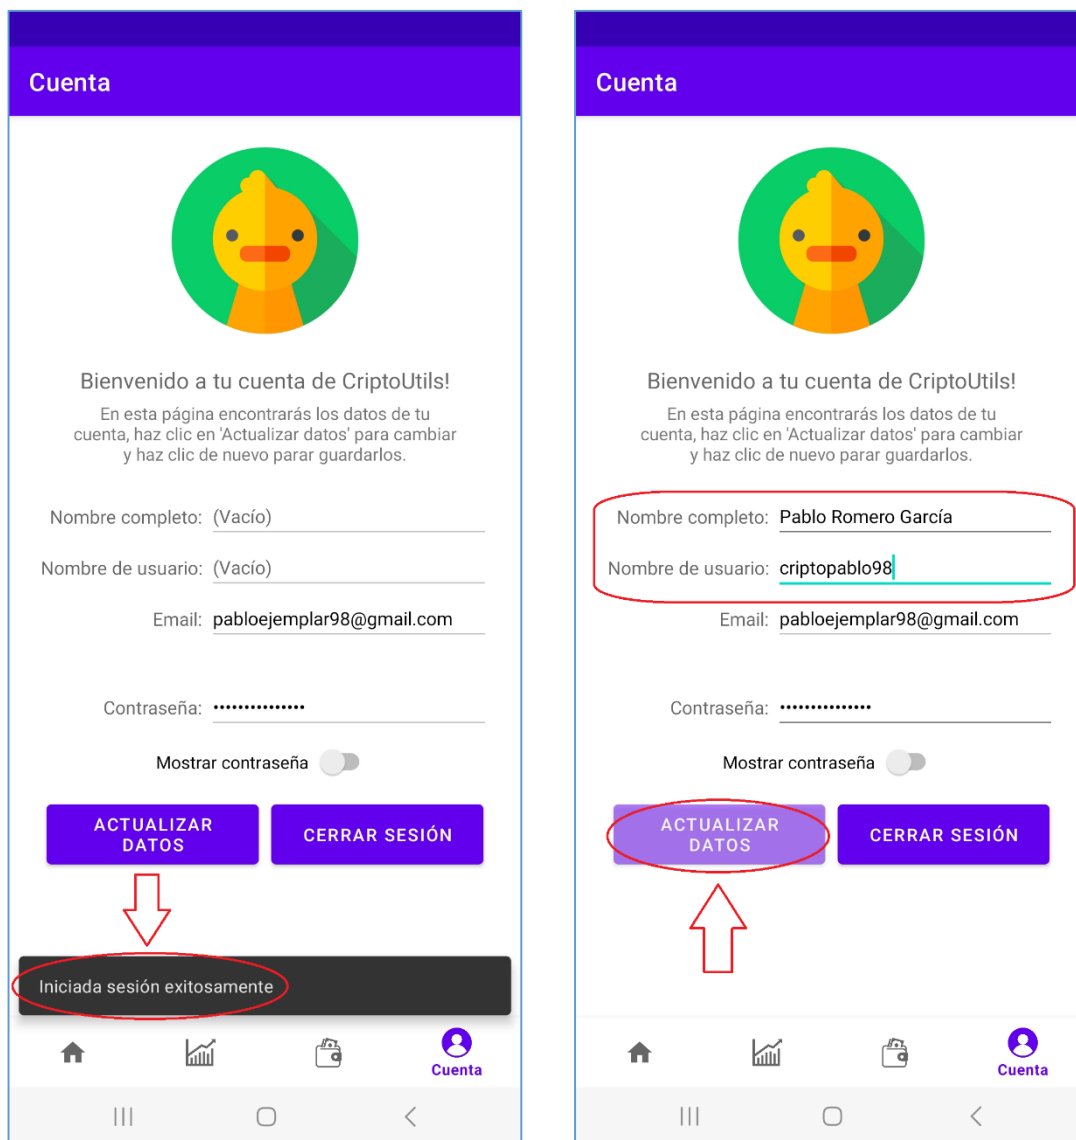 Cuenta
Bienvenido a tu cuenta de CriptoUtils!
En esta página encontrarás los datos de tu
cuenta, haz clic en 'Actualizar datos' para cambiar
y haz clic de nuevo parar guardarlos.
Nombre completo: (Vacío)
Nombre de usuario: (Vacío)
Email: pabloejemplar98@gmail.com
Contraseña: •••••••••••••••
Mostrar contraseña
ACTUALIZAR
DATOS
CERRAR SESIÓN
Iniciada sesión exitosamente
Cuenta
Cuenta
Bienvenido a tu cuenta de CriptoUtils!
En esta página encontrarás los datos de tu
cuenta, haz clic en 'Actualizar datos' para cambiar
y haz clic de nuevo parar guardarlos.
Nombre completo: Pablo Romero García
Nombre de usuario: criptopablo98
Email: pabloejemplar98@gmail.com
Contraseña: •••••••••••••••
Mostrar contraseña
ACTUALIZAR
DATOS
CERRAR SESIÓN
Cuenta